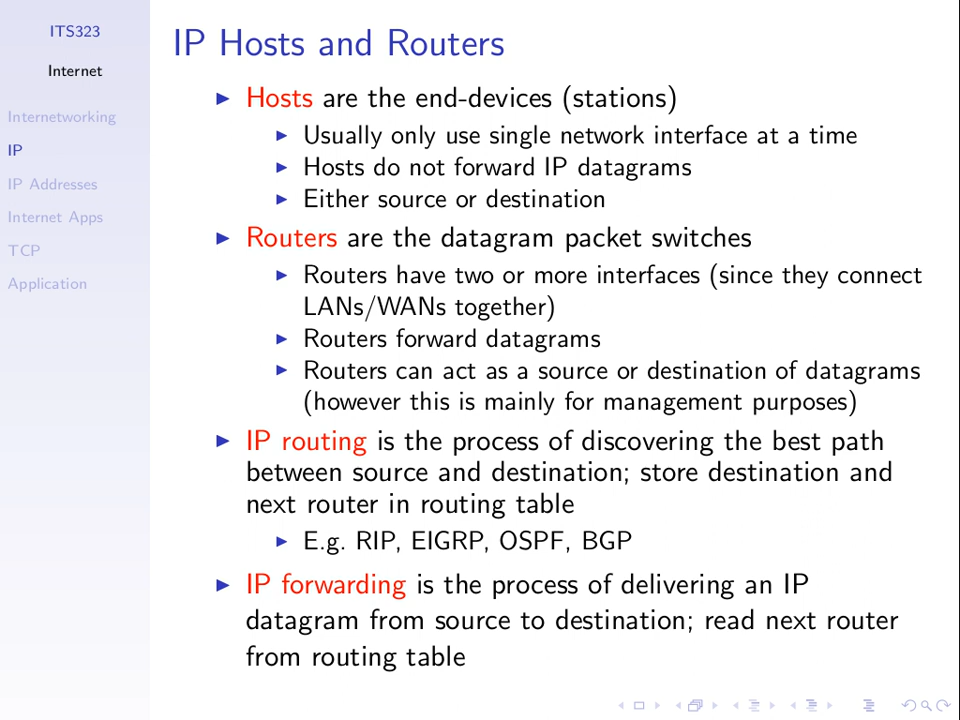 ITS323
Internet
Internetworking
IP
IP Addresses
Internet Apps
TCP
Application
IP Hosts and Routers
Hosts are the end-devices (stations)
Usually only use single network interface at a time
Hosts do not forward IP datagrams
Either source or destination
Routers are the datagram packet switches
Routers have two or more interfaces (since they connect
LANs/WANs together)
Routers forward datagrams
Routers can act as a source or destination of datagrams
(however this is mainly for management purposes)
IP routing is the process of discovering the best path
between source and destination; store destination and
next router in routing table
E.g. RIP, EIGRP, OSPF, BGP
IP forwarding is the process of delivering an IP
datagram from source to destination; read next router
from routing table